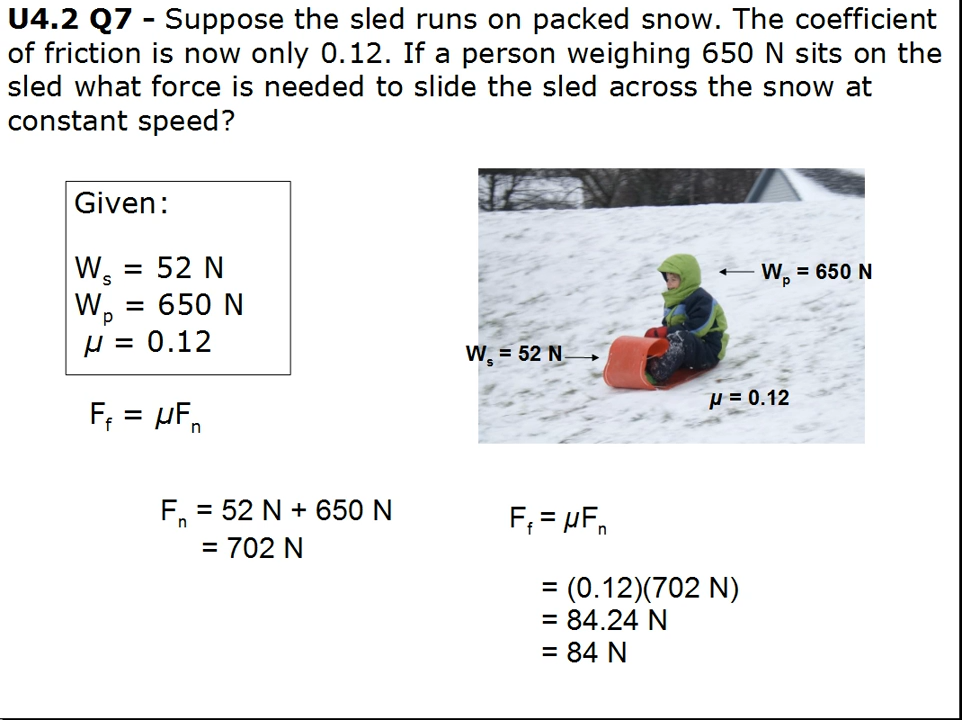 U4.2 Q7 - Suppose the sled runs on packed snow. The coefficient
of friction is now only 0.12. If a person weighing 650 N sits on the
sled what force is needed to slide the sled across the snow at
constant speed?
Given:
Wₛ = 52 N
Wₚ = 650 N
μ = 0.12
F_f = μFₙ
Wₚ = 650 N
Wₛ = 52 N
μ = 0.12
Fₙ = 52 N + 650 N
= 702 N
F_f = μFₙ
= (0.12)(702 N)
= 84.24 N
= 84 N